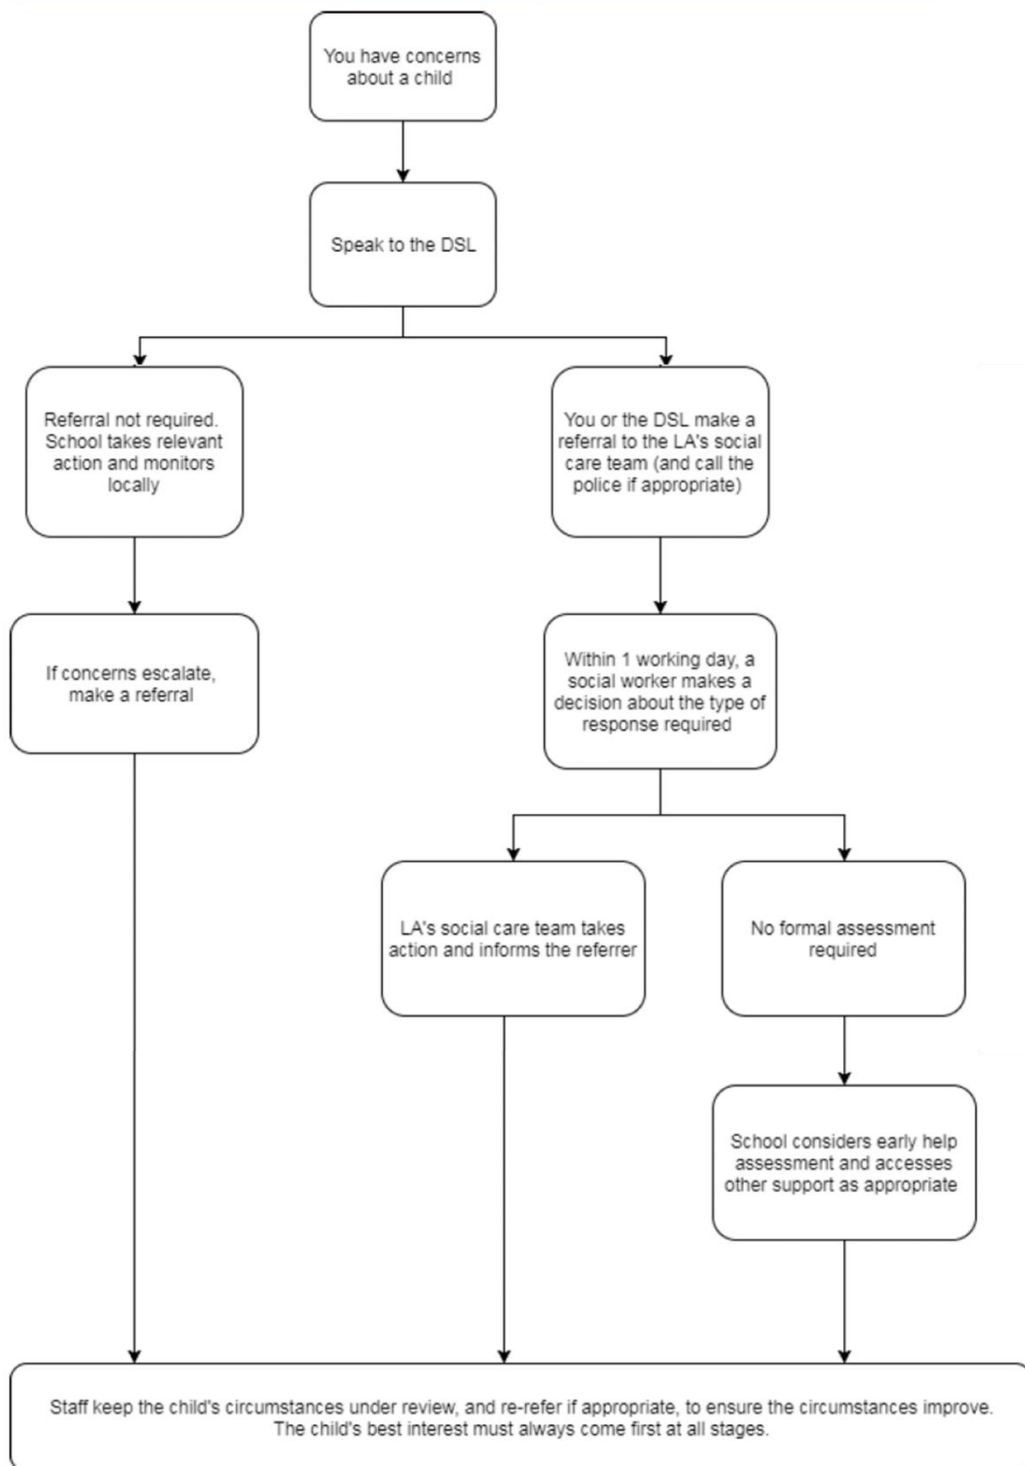 You have concerns
about a child
Speak to the DSL
Referral not required.
School takes relevant
action and monitors
locally
You or the DSL make a
referral to the LA's social
care team (and call the
police if appropriate)
If concerns escalate,
make a referral
Within 1 working day, a
social worker makes a
decision about the type of
response required
LA's social care team takes
action and informs the referrer
No formal assessment
required
School considers early help
assessment and accesses
other support as appropriate
Staff keep the child's circumstances under review, and re-refer if appropriate, to ensure the circumstances improve.
The child's best interest must always come first at all stages.